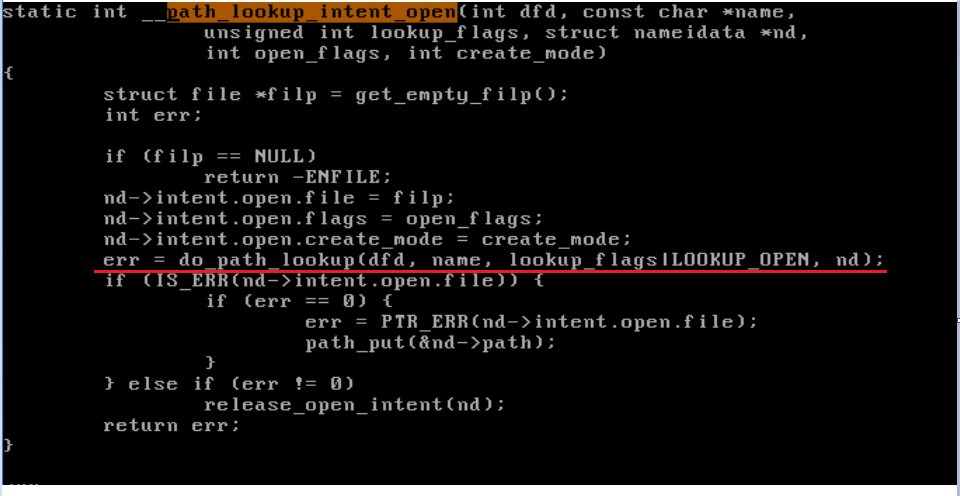 static int __path_lookup_intent_open(int dfd, const char *name,
unsigned int lookup_flags, struct nameidata *nd,
int open_flags, int create_mode)
{
struct file *filp = get_empty_filp();
int err;
if (filp == NULL)
return -ENFILE;
nd->intent.open.file = filp;
nd->intent.open.flags = open_flags;
nd->intent.open.create_mode = create_mode;
err = do_path_lookup(dfd, name, lookup_flags|LOOKUP_OPEN, nd);
if (IS_ERR(nd->intent.open.file)) {
if (err == 0) {
err = PTR_ERR(nd->intent.open.file);
path_put(&nd->path);
}
} else if (err != 0)
release_open_intent(nd);
return err;
}